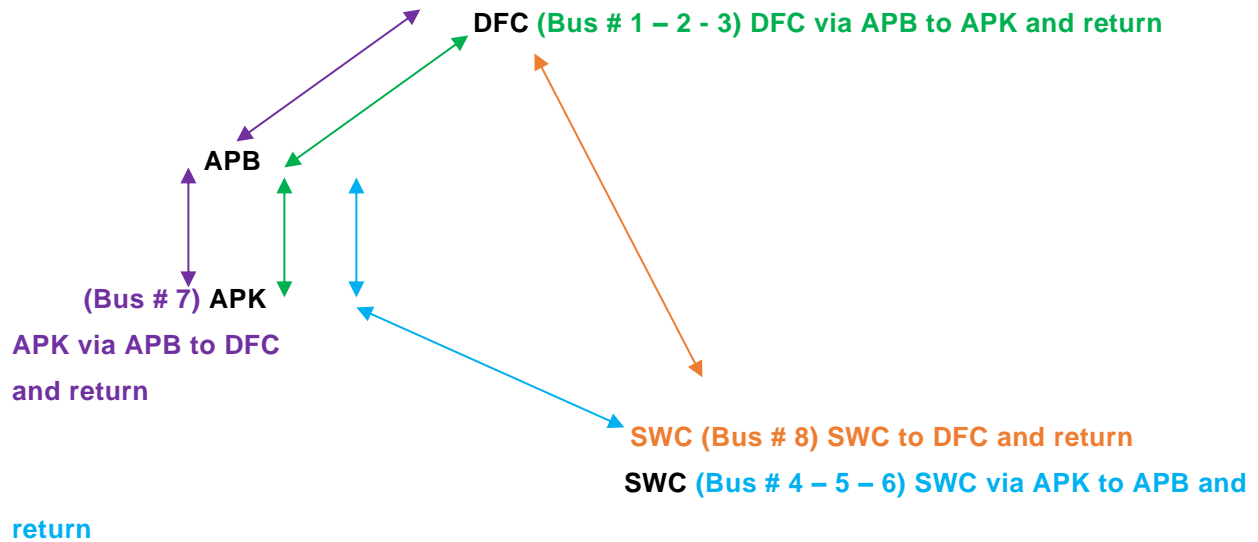 DFC (Bus # 1 – 2 - 3) DFC via APB to APK and return
APB
(Bus # 7) APK
APK via APB to DFC
and return
SWC (Bus # 8) SWC to DFC and return
SWC (Bus # 4 – 5 – 6) SWC via APK to APB and
return